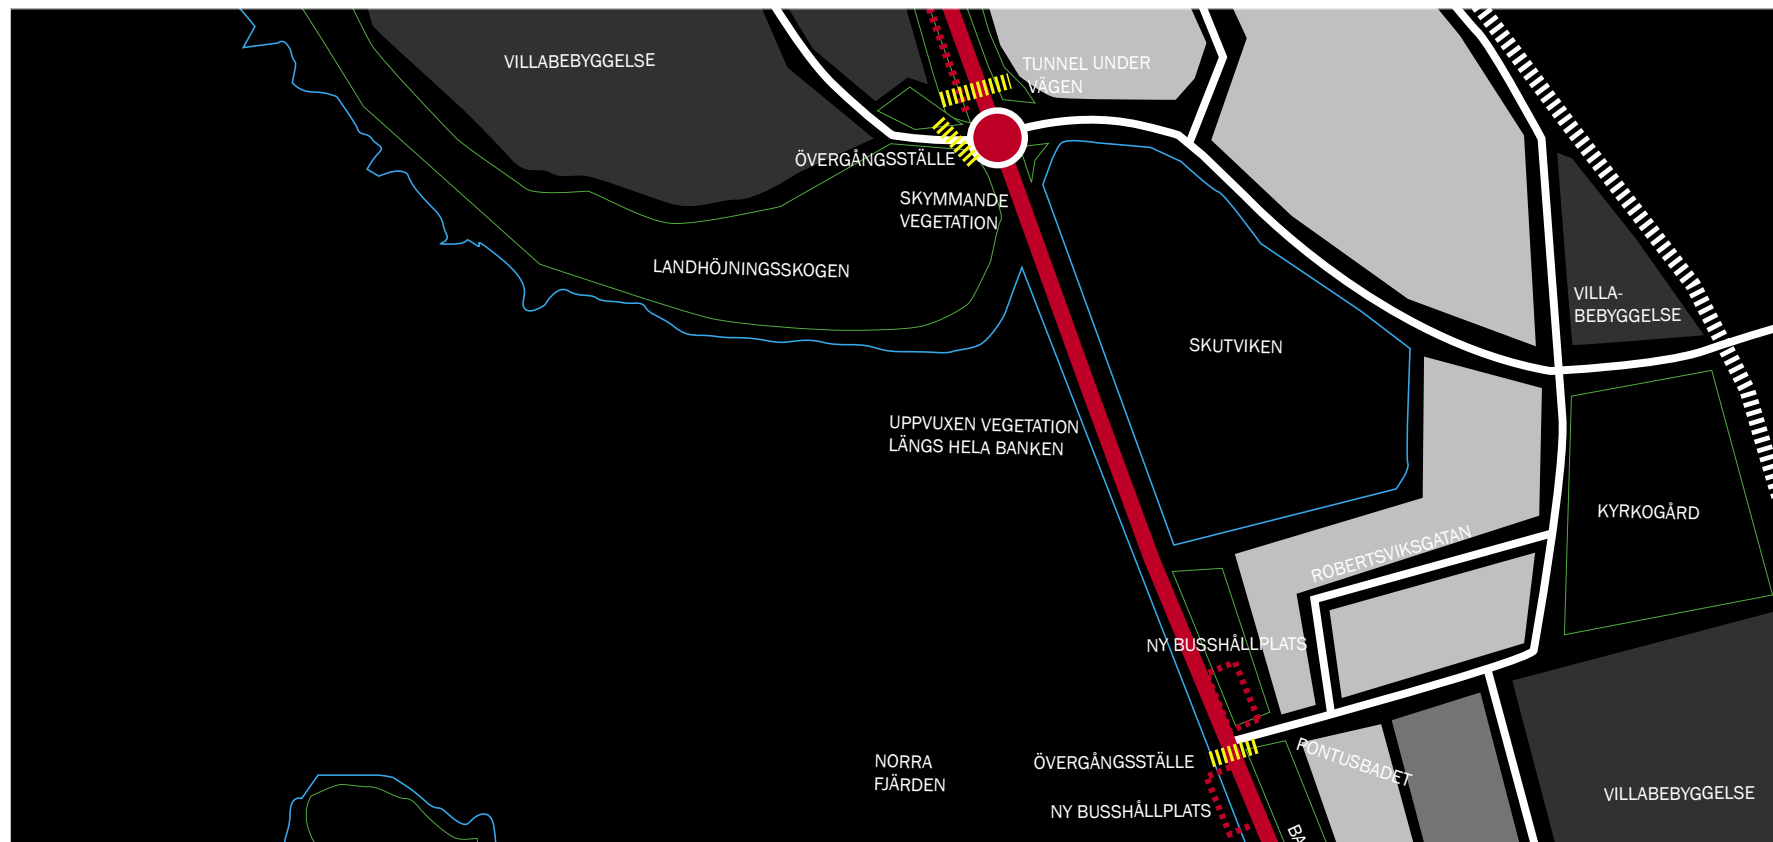 VILLABEBYGGELSE
TUNNEL UNDER
VÄGEN
ÖVERGÅNGSSTÄLLE
SKYMMANDE
VEGETATION
LANDHÖJNINGSSKOGEN
VILLA-
BEBYGGELSE
SKUTVIKEN
UPPVUXEN VEGETATION
LÄNGS HELA BANKEN
KYRKOGÅRD
ROBERTSVIKSGATAN
NY BUSSHÅLLPLATS
PONTUSBADET
NORRA
FJÄRDEN
ÖVERGÅNGSSTÄLLE
NY BUSSHÅLLPLATS
VILLABEBYGGELSE